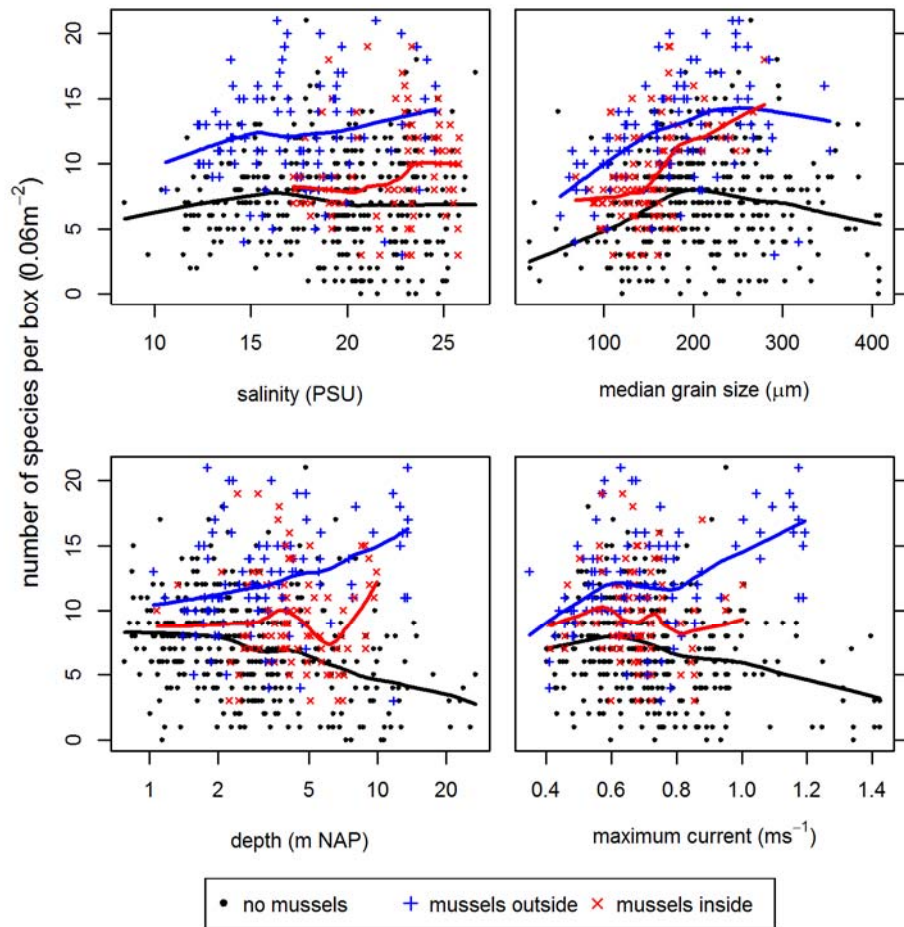 number of species per box (0.06m⁻²)
0 5 10 15 20
10 15 20 25
salinity (PSU)
100 200 300 400
median grain size (μm)
0 5 10 15 20
1 2 5 10 20
depth (m NAP)
0.4 0.6 0.8 1.0 1.2 1.4
maximum current (ms⁻¹)
no mussels mussels outside mussels inside